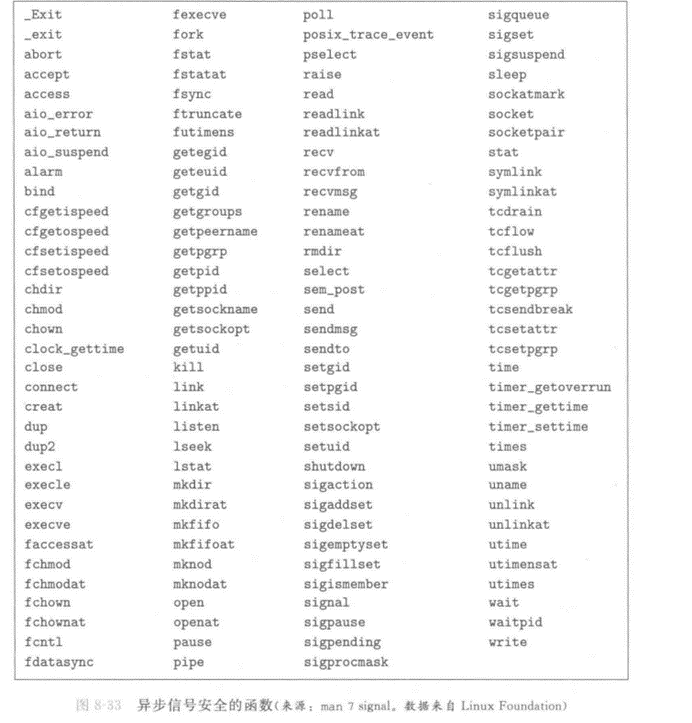 _Exit fexecve poll sigqueue
_exit fork posix_trace_event sigset
abort fstat pselect sigsuspend
accept fstatat raise sleep
access fsync read sockatmark
aio_error ftruncate readlink socket
aio_return futimens readlinkat socketpair
aio_suspend getegid recv stat
alarm geteuid recvfrom symlink
bind getgid recvmsg symlinkat
cfgetispeed getgroups rename tcdrain
cfgetospeed getpeername renameat tcflow
cfsetispeed getpgrp rmdir tcflush
cfsetospeed getpid select tcgetattr
chdir getppid sem_post tcgetpgrp
chmod getsockname send tcsendbreak
chown getsockopt sendmsg tcsetattr
clock_gettime getuid sendto tcsetpgrp
close kill setgid time
connect link setpgid timer_getoverrun
creat linkat setsid timer_gettime
dup listen setsockopt timer_settime
dup2 lseek setuid times
execl lstat shutdown umask
execle mkdir sigaction uname
execv mkdirat sigaddset unlink
execve mkfifo sigdelset unlinkat
faccessat mkfifoat sigemptyset utime
fchmod mknod sigfillset utimensat
fchmodat mknodat sigismember utimes
fchown open signal wait
fchownat openat sigpause waitpid
fcntl pause sigpending write
fdatasync pipe sigprocmask
图 8-33 异步信号安全的函数(来源：man 7 signal。数据来自 Linux Foundation)